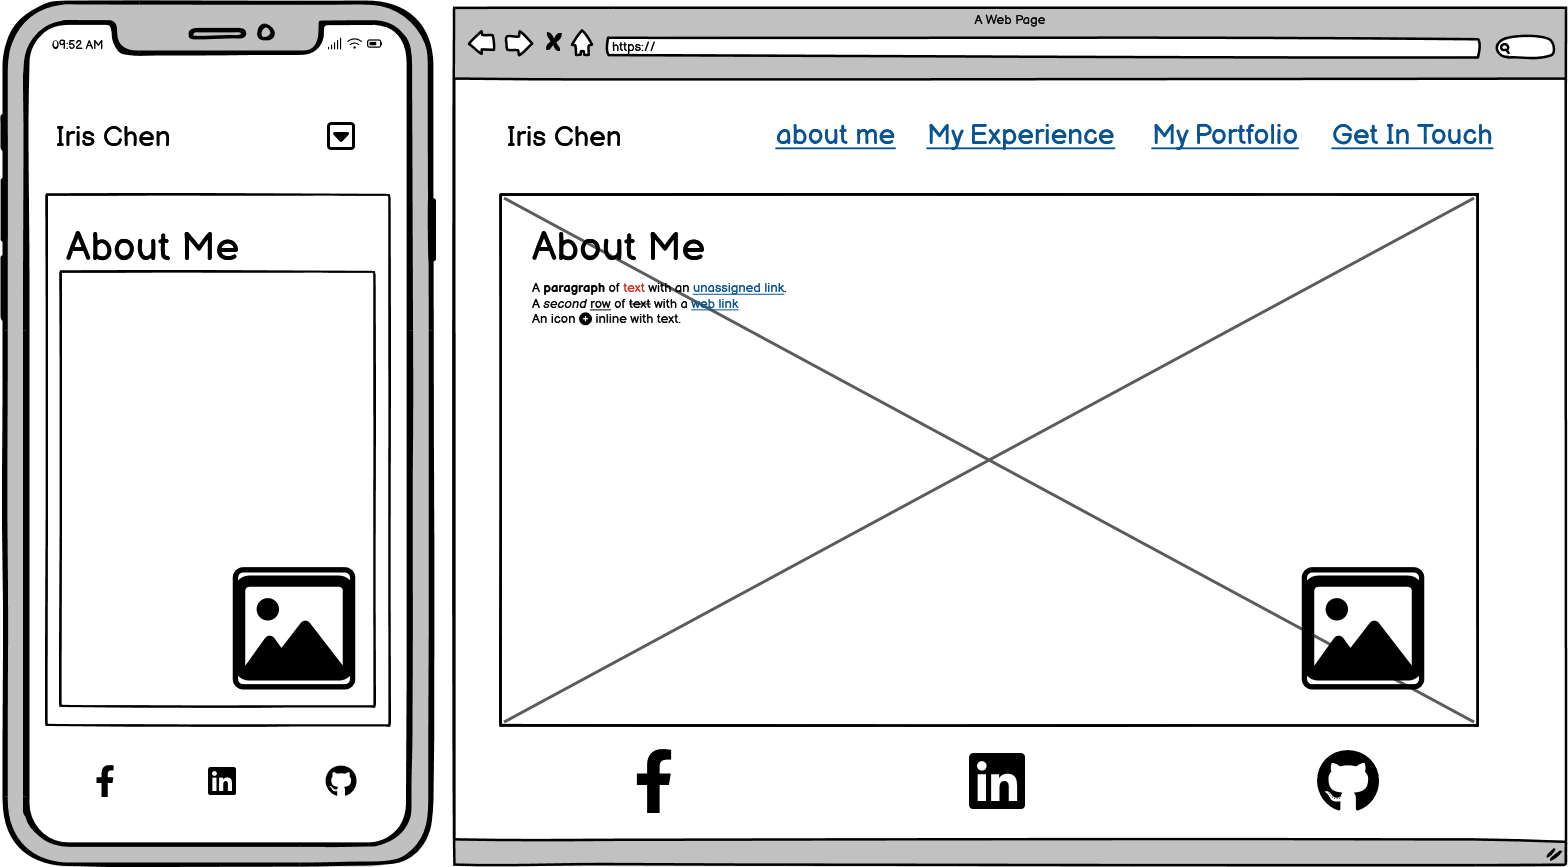 09:52 AM
Iris Chen
About Me
A Web Page
https://
Iris Chen
about me My Experience My Portfolio Get In Touch
About Me
A paragraph of text with an unassigned link.
A second row of text with a web link
An icon inline with text.
in
in